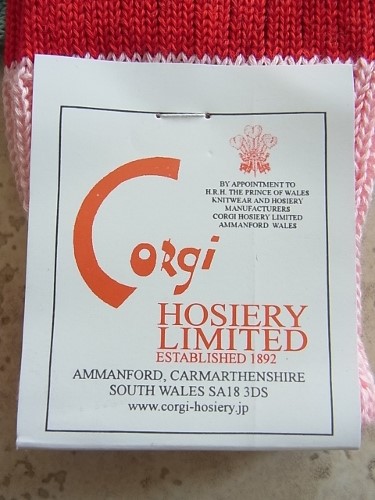 BY APPOINTMENT TO
H.R.H. THE PRINCE OF WALES
KNITWEAR AND HOSIERY
MANUFACTURERS
CORGI HOSIERY LIMITED
AMMANFORD WALES
CORgi
HOSIERY
LIMITED
ESTABLISHED 1892
AMMANFORD, CARMARTHENSHIRE
SOUTH WALES SA18 3DS
www.corgi-hosiery.jp